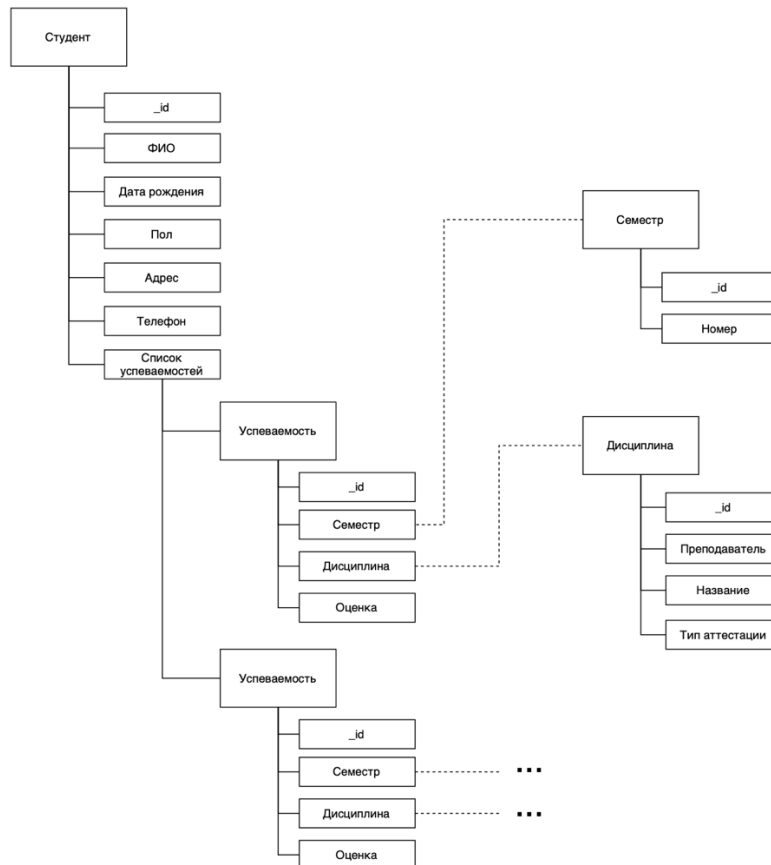 Студент
_id
ФИО
Дата рождения
Пол
Адрес
Телефон
Список
успеваемостей
Успеваемость
_id
Семестр
Дисциплина
Оценка
Успеваемость
_id
Семестр
...
Дисциплина
...
Оценка
Семестр
_id
Номер
Дисциплина
_id
Преподаватель
Название
Тип аттестации